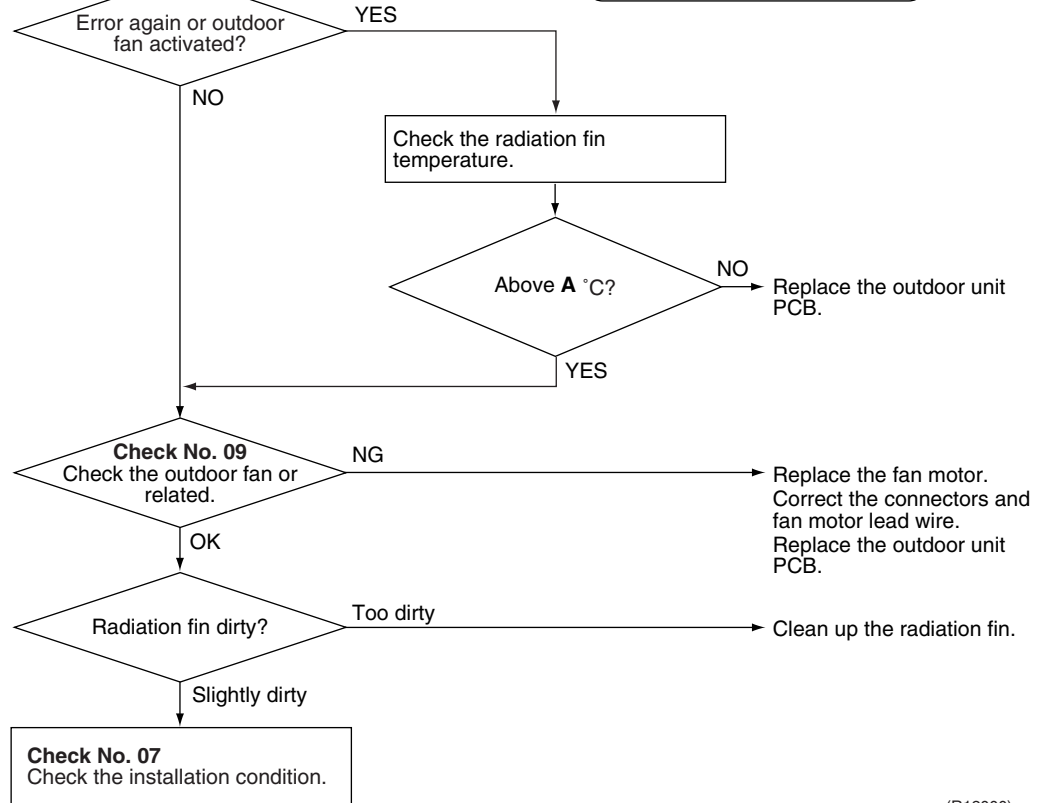 Error again or outdoor
fan activated?
YES
NO
Check the radiation fin
temperature.
Above A °C?
NO
Replace the outdoor unit
PCB.
YES
Check No. 09
Check the outdoor fan or
related.
NG
Replace the fan motor.
Correct the connectors and
fan motor lead wire.
Replace the outdoor unit
PCB.
OK
Radiation fin dirty?
Too dirty
Clean up the radiation fin.
Slightly dirty
Check No. 07
Check the installation condition.